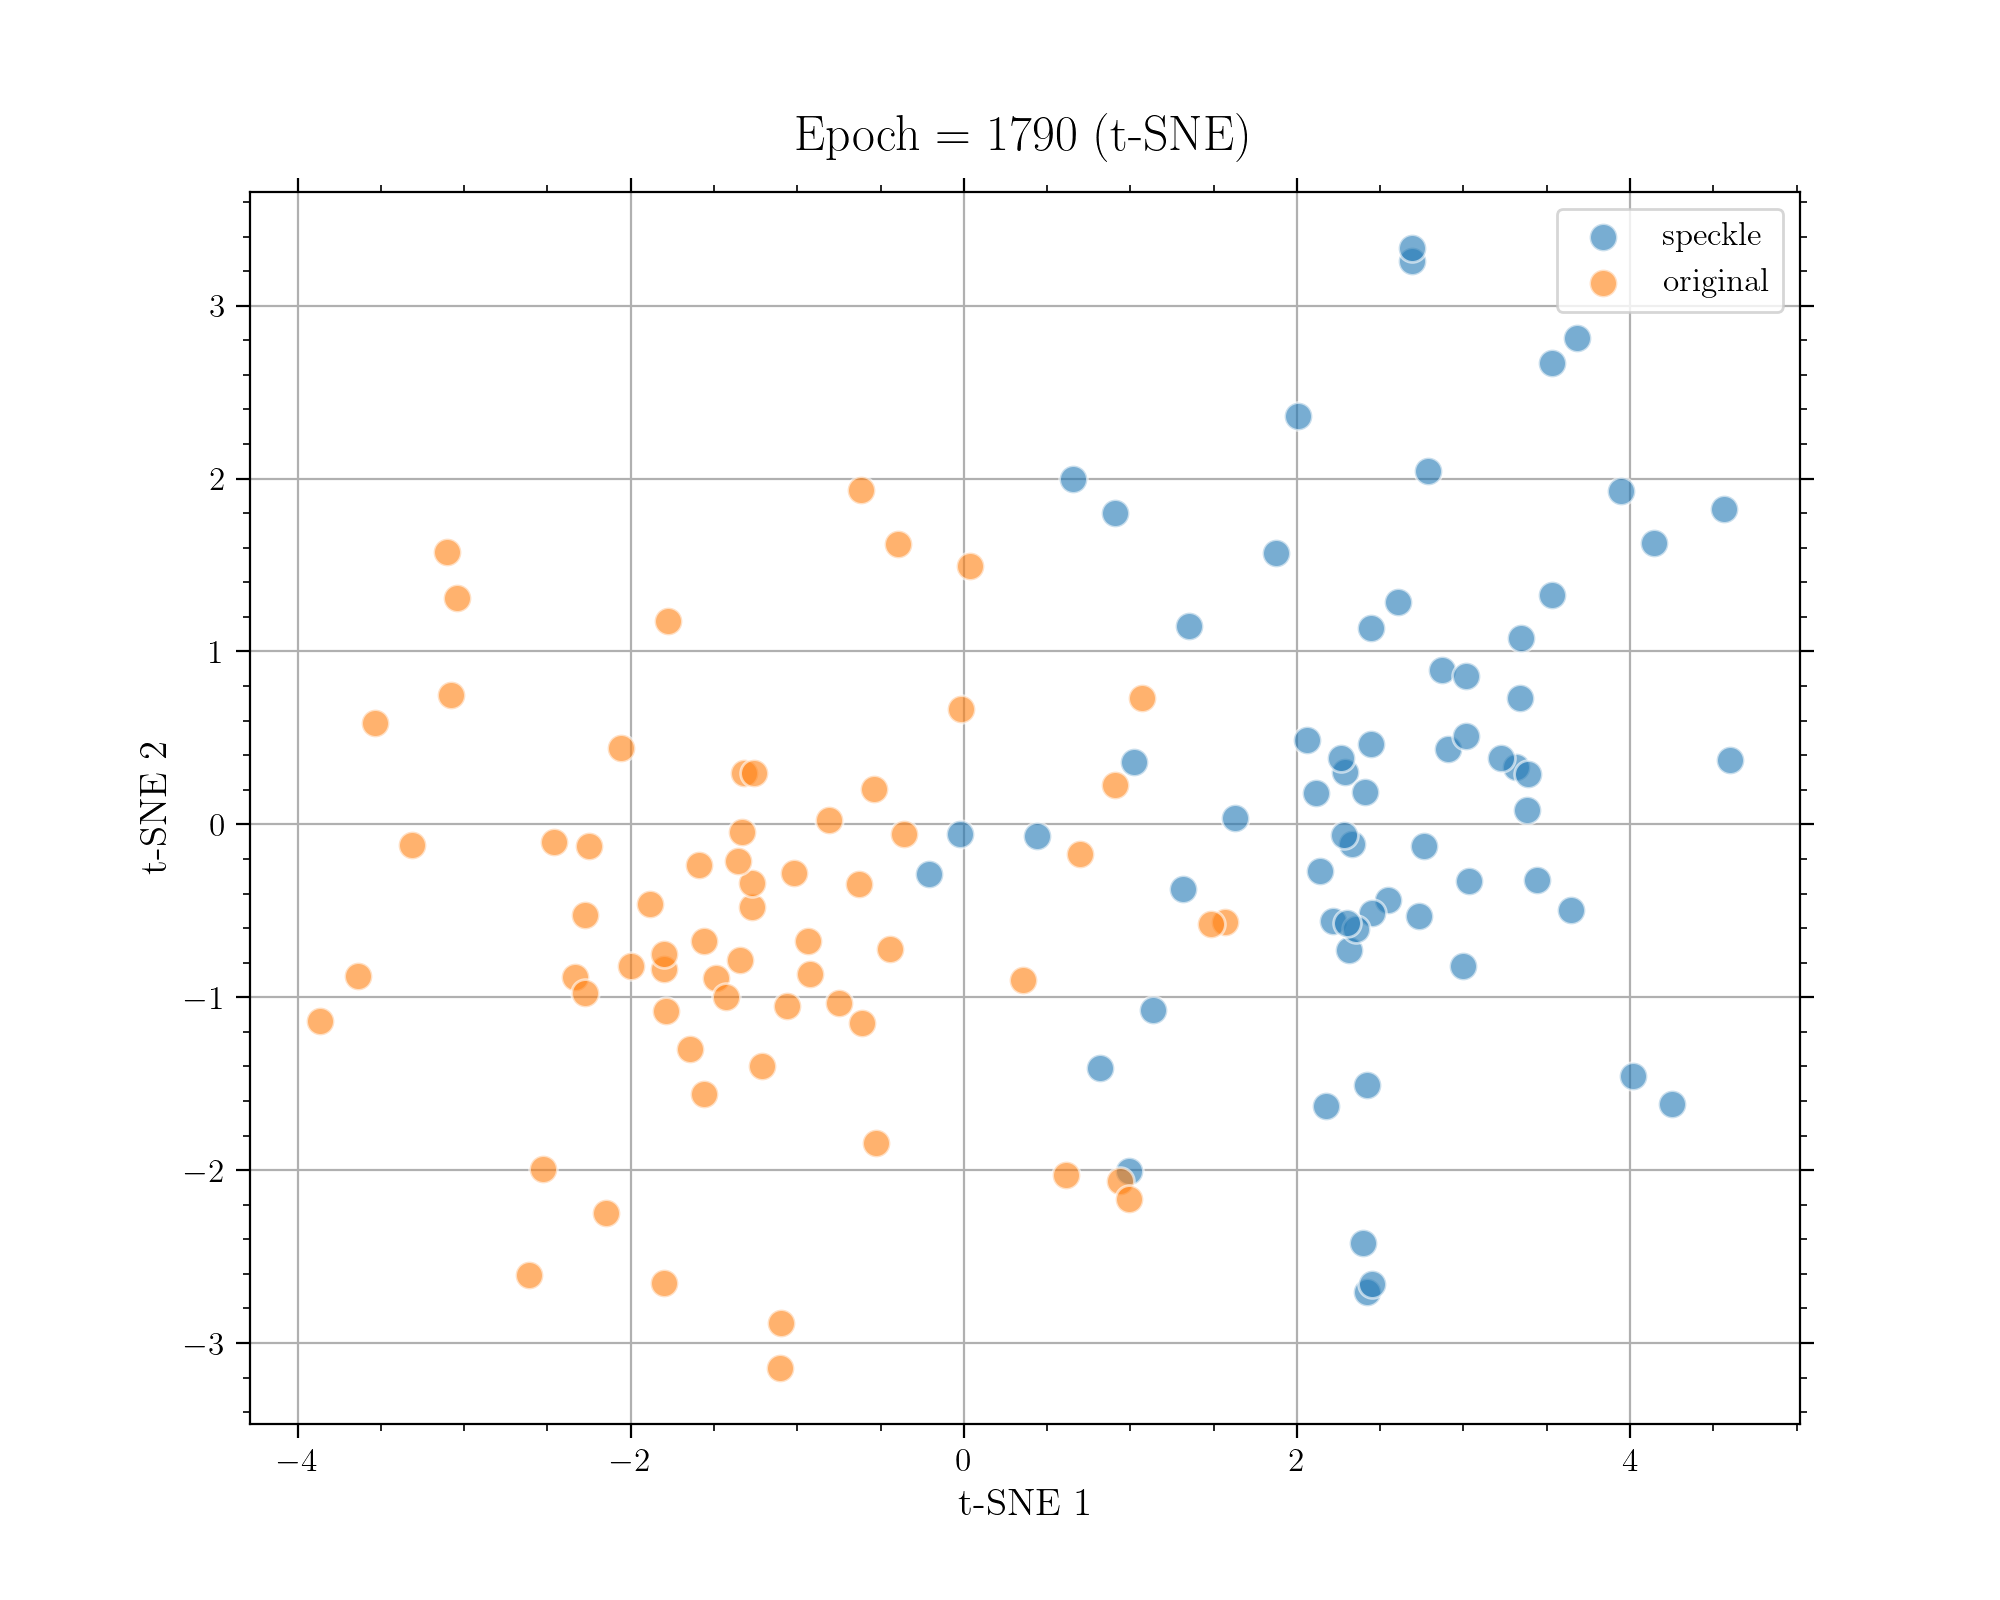 Epoch = 1790 (t-SNE)
speckle
original
3
2
1
0
−1
−2
−3
t-SNE 2
−4
−2
0
2
4
t-SNE 1